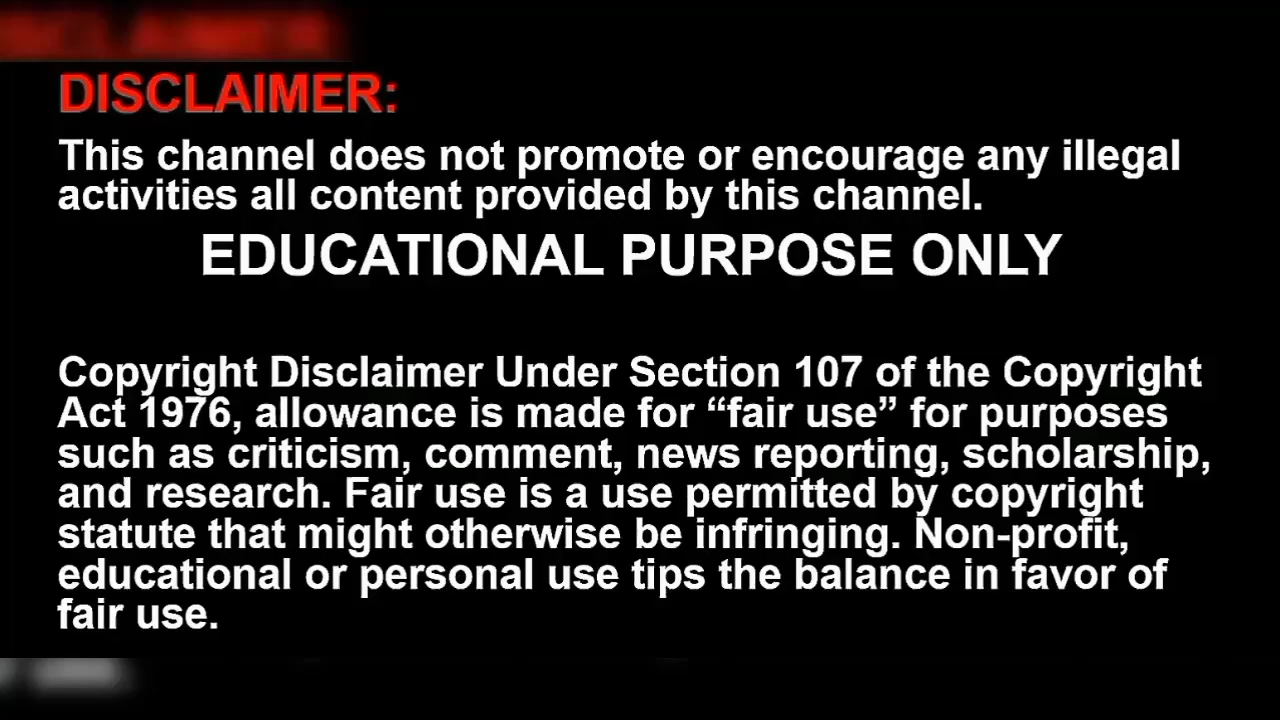 DISCLAIMER:
This channel does not promote or encourage any illegal
activities all content provided by this channel.
EDUCATIONAL PURPOSE ONLY
Copyright Disclaimer Under Section 107 of the Copyright
Act 1976, allowance is made for “fair use” for purposes
such as criticism, comment, news reporting, scholarship,
and research. Fair use is a use permitted by copyright
statute that might otherwise be infringing. Non-profit,
educational or personal use tips the balance in favor of
fair use.